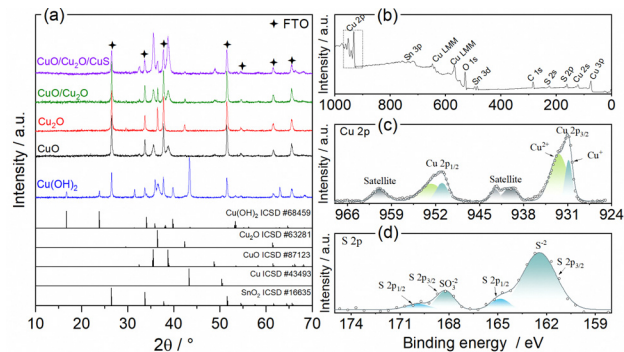 (a)
✦ FTO
CuO/Cu₂O/CuS
CuO/Cu₂O
Cu₂O
CuO
Cu(OH)₂
Cu(OH)₂ ICSD #68459
Cu₂O ICSD #63281
CuO ICSD #87123
Cu ICSD #43493
SnO₂ ICSD #16635
Intensity / a.u.
10 20 30 40 50 60 70
2θ / °
(b)
Cu 2p
Sn 3p
Cu LMM
Cu LMM
O 1s
Sn 3d
C 1s
S 2s
S 2p
Cu 2s
Cu 3p
Intensity / a.u.
1000 800 600 400 200 0
(c)
Cu 2p
Satellite
Cu 2p₁/₂
Satellite
Cu 2p₃/₂
Cu²⁺
Cu⁺
Intensity / a.u.
966 959 952 945 938 931 924
(d)
S 2p
S 2p₁/₂
S 2p₃/₂
SO₃⁻²
S 2p₁/₂
S⁻²
S 2p₃/₂
Intensity / a.u.
174 171 168 165 162 159
Binding energy / eV